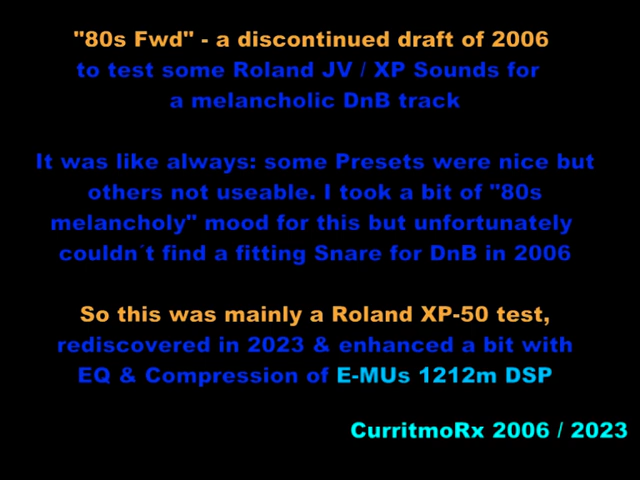 "80s Fwd" - a discontinued draft of 2006
to test some Roland JV / XP Sounds for
a melancholic DnB track
It was like always: some Presets were nice but
others not useable. I took a bit of "80s
melancholy" mood for this but unfortunately
couldn´t find a fitting Snare for DnB in 2006
So this was mainly a Roland XP-50 test,
rediscovered in 2023 & enhanced a bit with
EQ & Compression of E-MUs 1212m DSP
CurritmoRx 2006 / 2023